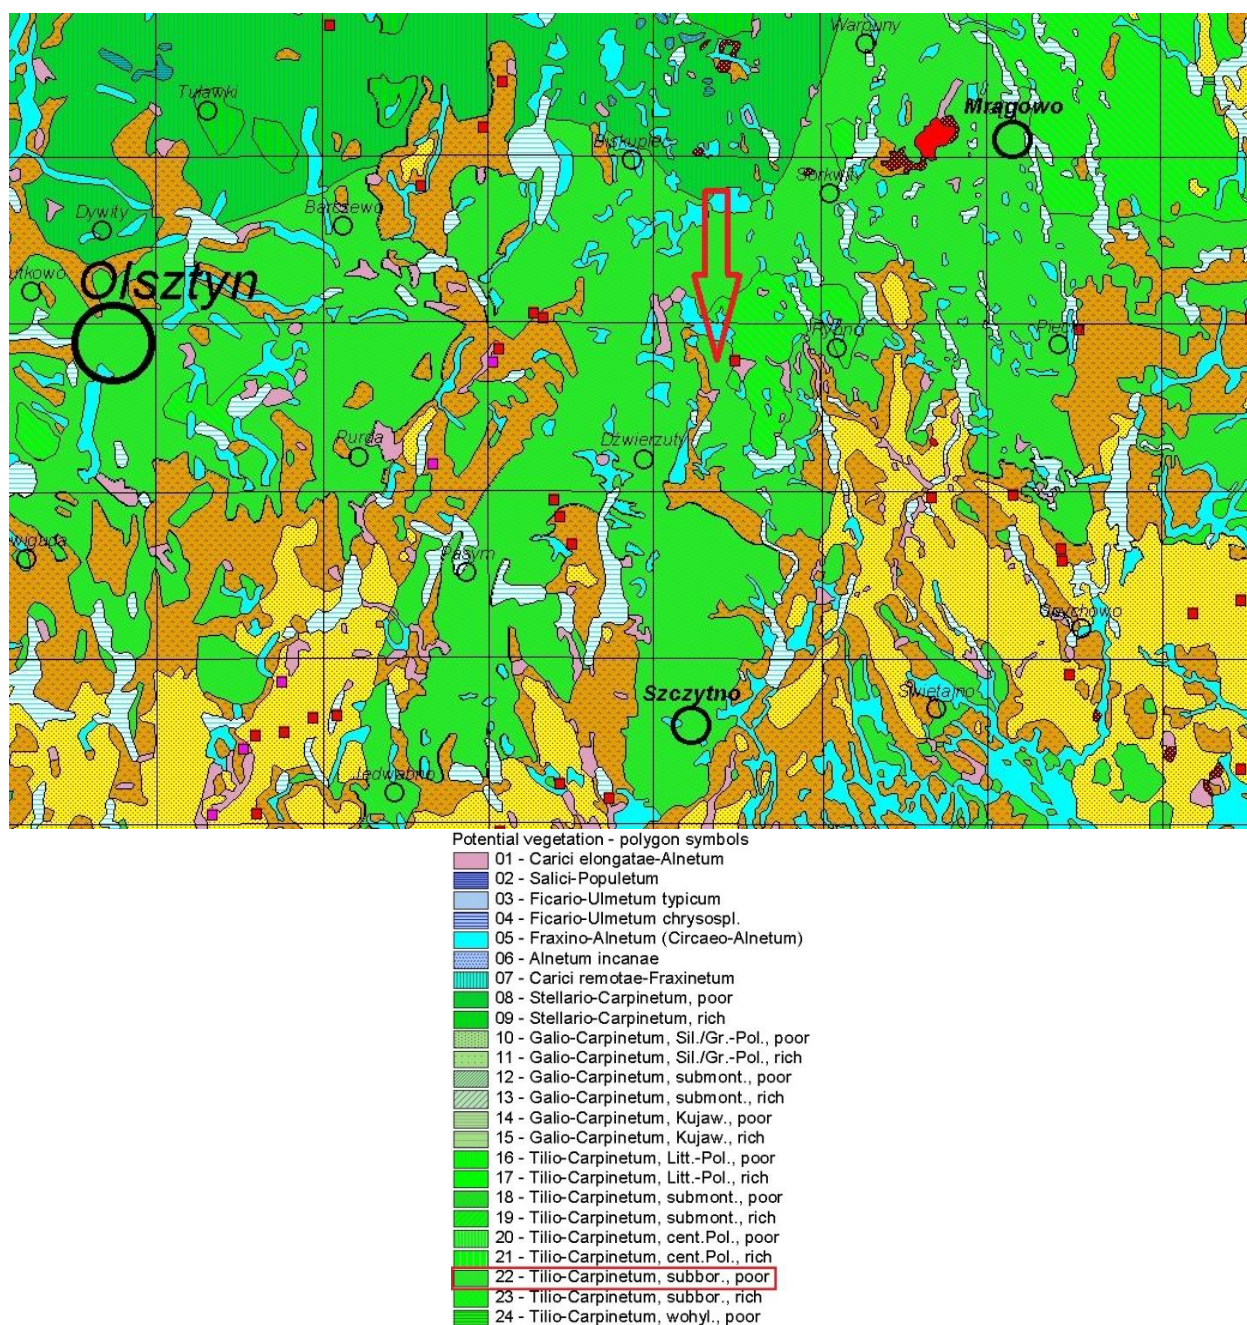 Warpuny
Mrągowo
Tuławki
Biskupiec
Sorkwity
Dywity
Barczewo
utkowo
Olsztyn
Piecki
Purda
Dźwierzuty
wiguda
Pasym
Spychowo
Szczytno
Świętajno
Jedwabno
Potential vegetation - polygon symbols
01 - Carici elongatae-Alnetum
02 - Salici-Populetum
03 - Ficario-Ulmetum typicum
04 - Ficario-Ulmetum chrysospl.
05 - Fraxino-Alnetum (Circaeo-Alnetum)
06 - Alnetum incanae
07 - Carici remotae-Fraxinetum
08 - Stellario-Carpinetum, poor
09 - Stellario-Carpinetum, rich
10 - Galio-Carpinetum, Sil./Gr.-Pol., poor
11 - Galio-Carpinetum, Sil./Gr.-Pol., rich
12 - Galio-Carpinetum, submont., poor
13 - Galio-Carpinetum, submont., rich
14 - Galio-Carpinetum, Kujaw., poor
15 - Galio-Carpinetum, Kujaw., rich
16 - Tilio-Carpinetum, Litt.-Pol., poor
17 - Tilio-Carpinetum, Litt.-Pol., rich
18 - Tilio-Carpinetum, submont., poor
19 - Tilio-Carpinetum, submont., rich
20 - Tilio-Carpinetum, cent.Pol., poor
21 - Tilio-Carpinetum, cent.Pol., rich
22 - Tilio-Carpinetum, subbor., poor
23 - Tilio-Carpinetum, subbor., rich
24 - Tilio-Carpinetum, wohyl., poor